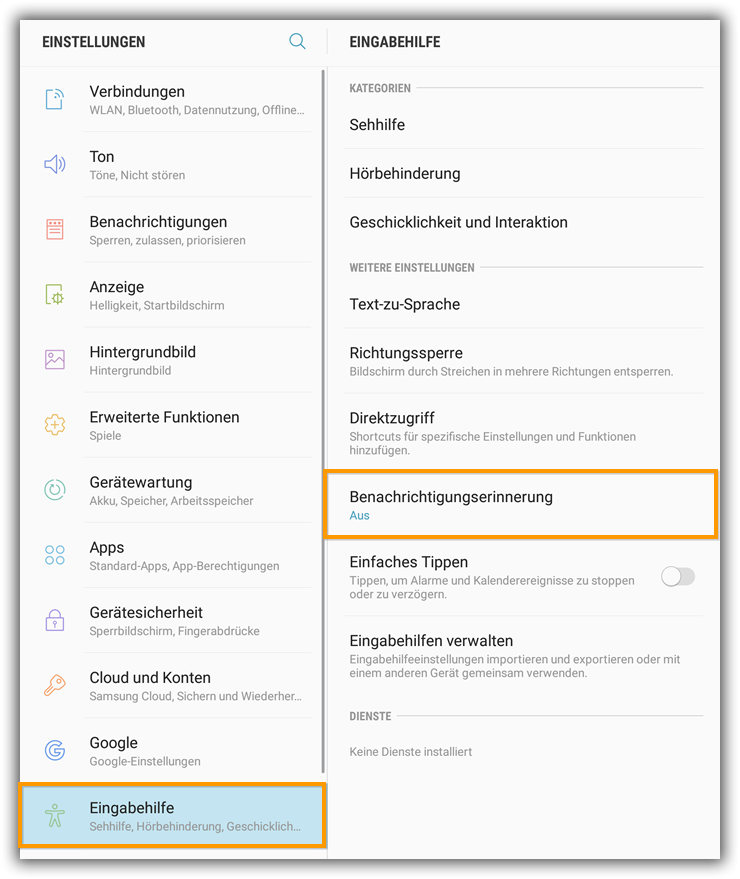 EINSTELLUNGEN
Verbindungen
WLAN, Bluetooth, Datennutzung, Offline...
Ton
Töne, Nicht stören
Benachrichtigungen
Sperren, zulassen, priorisieren
Anzeige
Helligkeit, Startbildschirm
Hintergrundbild
Hintergrundbild
Erweiterte Funktionen
Spiele
Gerätewartung
Akku, Speicher, Arbeitsspeicher
Apps
Standard-Apps, App-Berechtigungen
Gerätesicherheit
Sperrbildschirm, Fingerabdrücke
Cloud und Konten
Samsung Cloud, Sichern und Wiederher...
Google
Google-Einstellungen
Eingabehilfe
Sehhilfe, Hörbehinderung, Geschicklich...
EINGABEHILFE
KATEGORIEN
Sehhilfe
Hörbehinderung
Geschicklichkeit und Interaktion
WEITERE EINSTELLUNGEN
Text-zu-Sprache
Richtungssperre
Bildschirm durch Streichen in mehrere Richtungen entsperren.
Direktzugriff
Shortcuts für spezifische Einstellungen und Funktionen
hinzufügen.
Benachrichtigungserinnerung
Aus
Einfaches Tippen
Tippen, um Alarme und Kalenderereignisse zu stoppen
oder zu verzögern.
Eingabehilfen verwalten
Eingabehilfeeinstellungen importieren und exportieren oder mit
einem anderen Gerät gemeinsam verwenden.
DIENSTE
Keine Dienste installiert